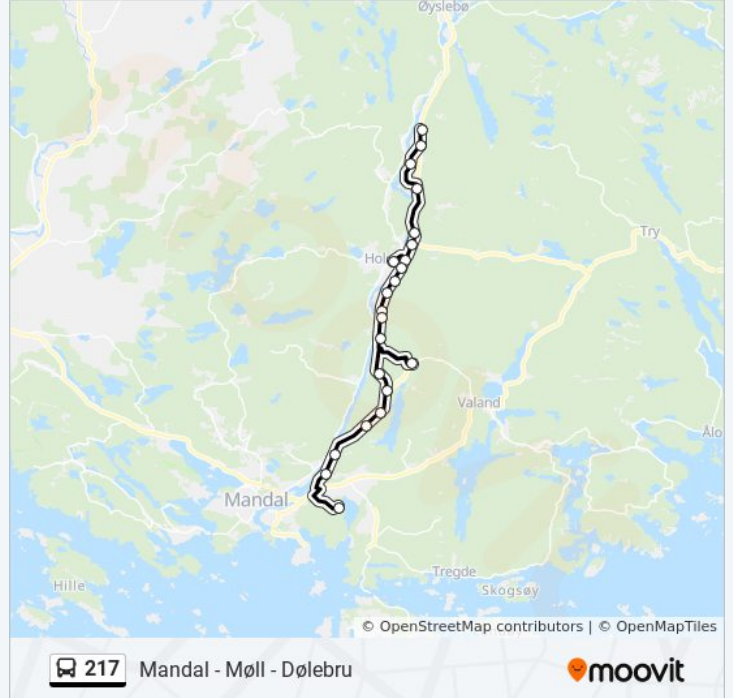 Øyslebø
Try
Hol
Valand
Ålo
Mandal
Tregde
Skogsøy
Hille
© OpenStreetMap contributors | © OpenMapTiles
217 Mandal - Møll - Dølebru
moovit